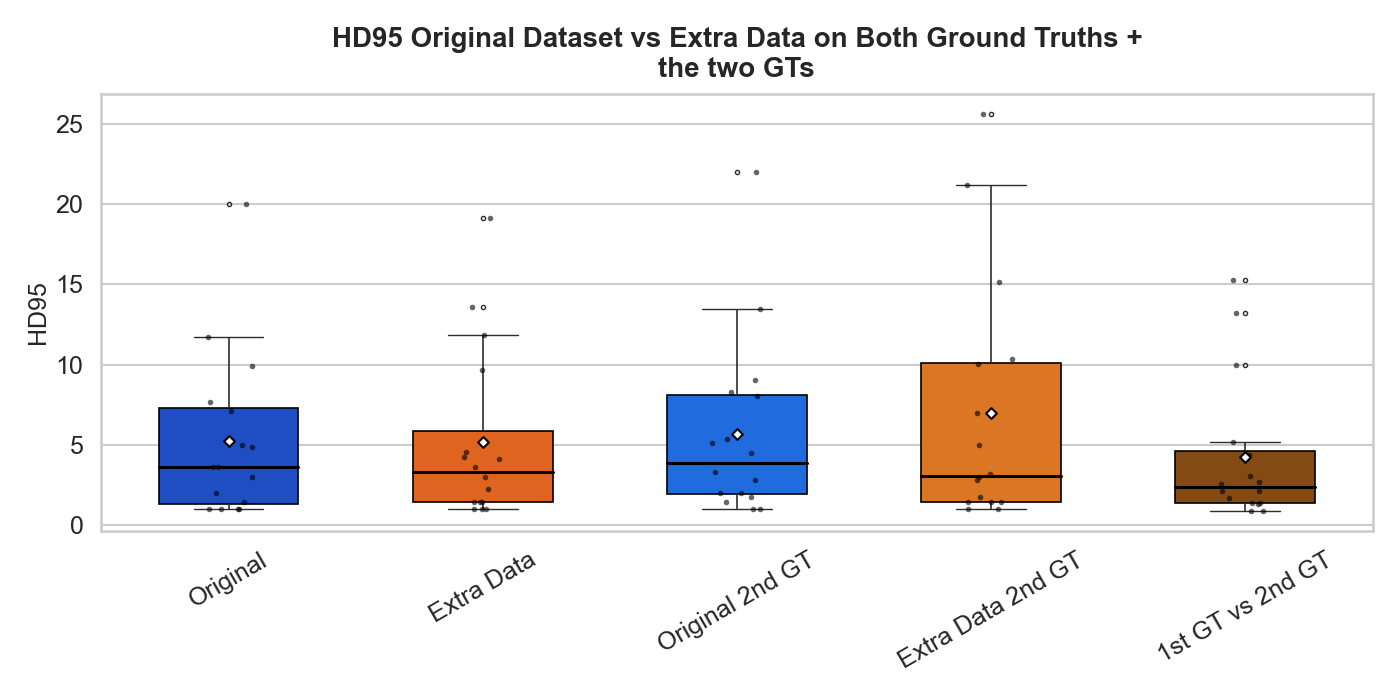 HD95 Original Dataset vs Extra Data on Both Ground Truths +
the two GTs
25
20
15
10
5
0
HD95
Original
Extra Data
Original 2nd GT
Extra Data 2nd GT
1st GT vs 2nd GT